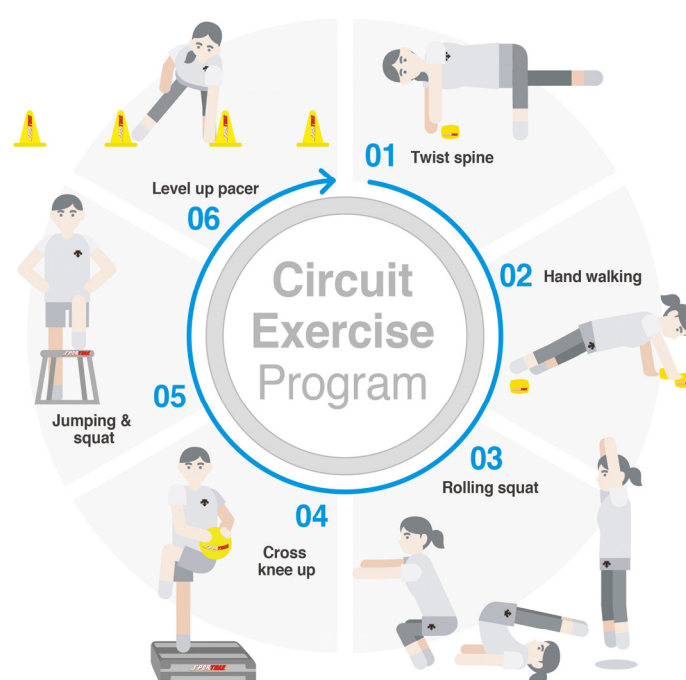 Circuit
Exercise
Program
01 Twist spine
02 Hand walking
03
Rolling squat
04
Cross
knee up
05
Jumping &
squat
Level up pacer
06